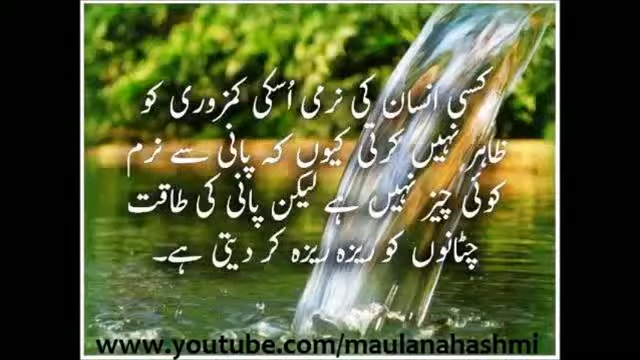 کسی انسان کی نرمی اُسکی کمزوری کو
ظاہر نہیں کرتی کیوں کہ پانی سے نرم
کوئی چیز نہیں ہے لیکن پانی کی طاقت
چٹانوں کو ریزہ ریزہ کر دیتی ہے۔
www.youtube.com/maulanahashmi